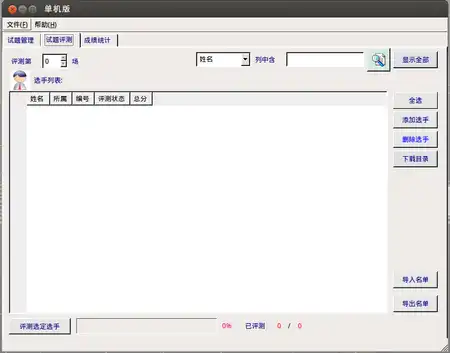 单机版
文件(F) 帮助(H)
试题管理 试题评测 成绩统计
评测第 0 场 姓名 列中含 显示全部
选手列表:
姓名 所属 编号 评测状态 总分
全选
添加选手
删除选手
下载目录
导入名单
导出名单
评测选定选手 0% 已评测 0 / 0